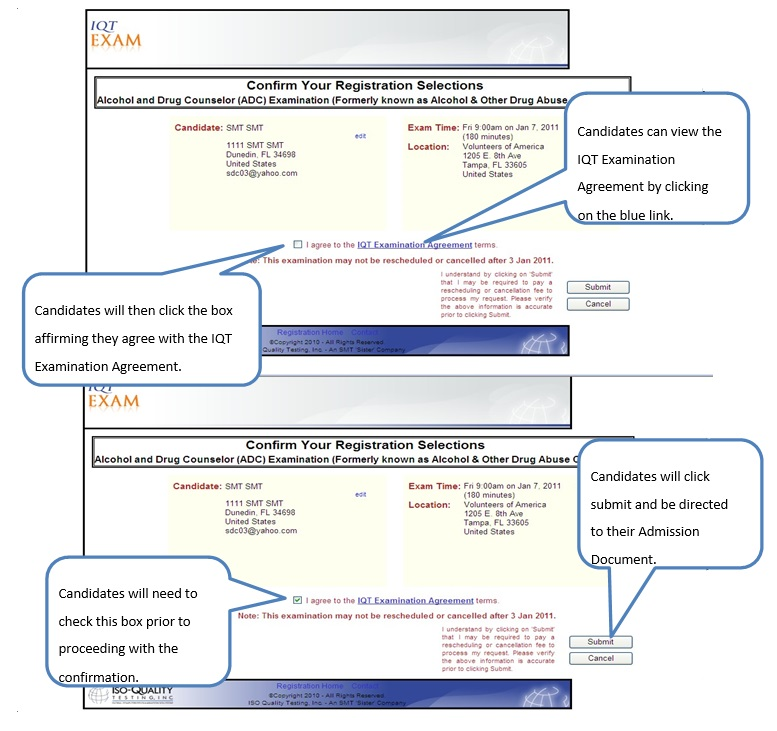 IQT
EXAM
Confirm Your Registration Selections
Alcohol and Drug Counselor (ADC) Examination (Formerly known as Alcohol & Other Drug Abuse
Candidate: SMT SMT
edit
1111 SMT SMT
Dunedin, FL 34698
United States
sdc03@yahoo.com
Exam Time: Fri 9:00am on Jan 7, 2011
(180 minutes)
Location: Volunteers of America
1205 E. 8th Ave
Tampa, FL 33605
United States
Candidates can view the
IQT Examination
Agreement by clicking
on the blue link.
I agree to the IQT Examination Agreement terms.
This examination may not be rescheduled or cancelled after 3 Jan 2011.
I understand by clicking on 'Submit'
that I may be required to pay a
rescheduling or cancellation fee to
process my request. Please verify
the above information is accurate
prior to clicking Submit.
Submit
Cancel
Candidates will then click the box
affirming they agree with the IQT
Examination Agreement.
Registration Home Contact
©Copyright 2010 - All Rights Reserved
Quality Testing, Inc. - An SMT 'Sister' Company
IQT
EXAM
Confirm Your Registration Selections
Alcohol and Drug Counselor (ADC) Examination (Formerly known as Alcohol & Other Drug Abuse C
Candidate: SMT SMT
edit
1111 SMT SMT
Dunedin, FL 34698
United States
sdc03@yahoo.com
Exam Time: Fri 9:00am on Jan 7, 2011
(180 minutes)
Location: Volunteers of America
1205 E. 8th Ave
Tampa, FL 33605
United States
Candidates will click
submit and be directed
to their Admission
Document.
Candidates will need to
check this box prior to
proceeding with the
confirmation.
I agree to the IQT Examination Agreement terms.
Note: This examination may not be rescheduled or cancelled after 3 Jan 2011.
I understand by clicking on 'Submit'
that I may be required to pay a
rescheduling or cancellation fee to
process my request. Please verify
the above information is accurate
prior to clicking Submit.
Submit
Cancel
ISO-QUALITY
TESTING, INC
Registration Home Contact
©Copyright 2010 - All Rights Reserved
ISO Quality Testing, Inc. - An SMT 'Sister' Company